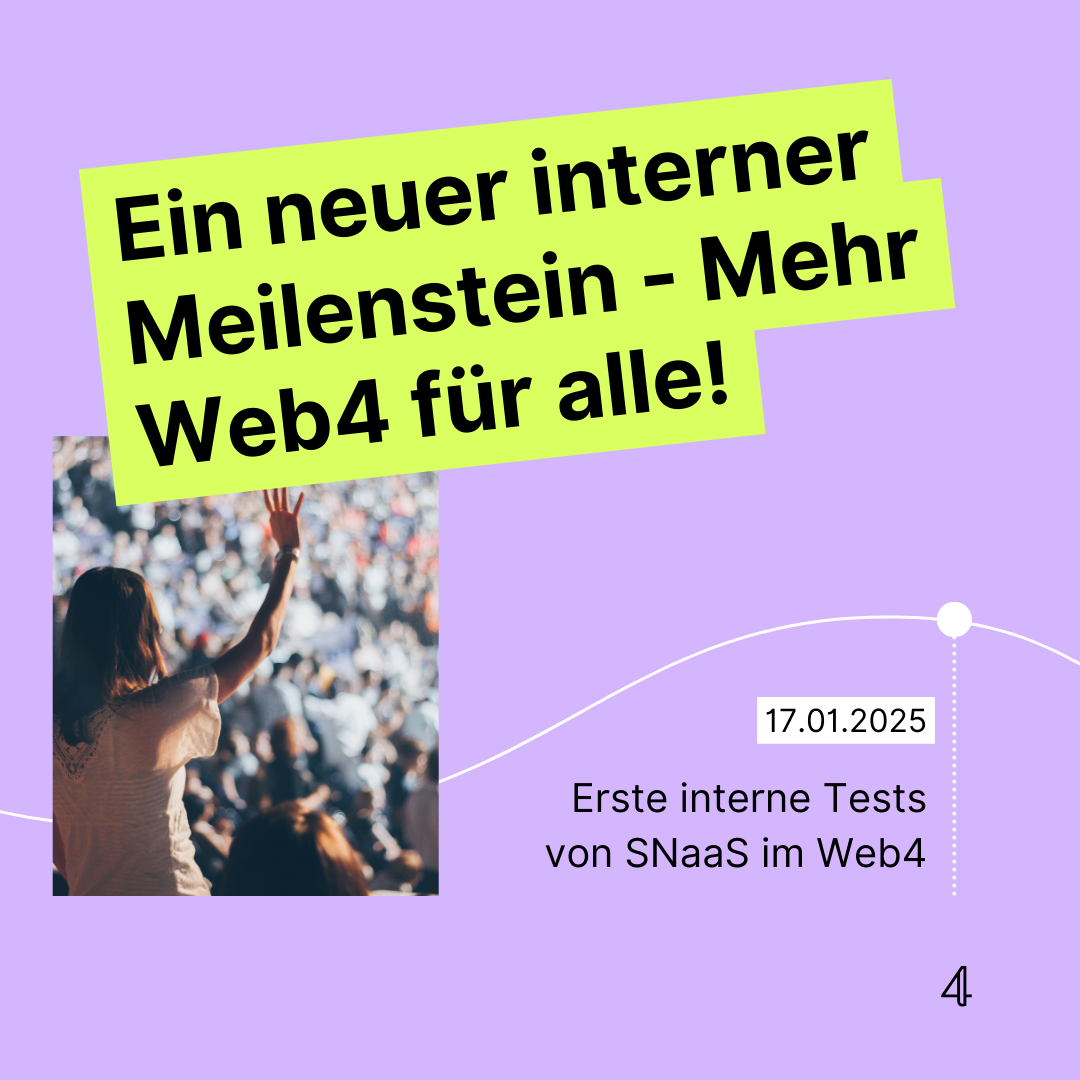 Ein neuer interner
Meilenstein - Mehr
Web4 für alle!
17.01.2025
Erste interne Tests
von SNaaS im Web4
4